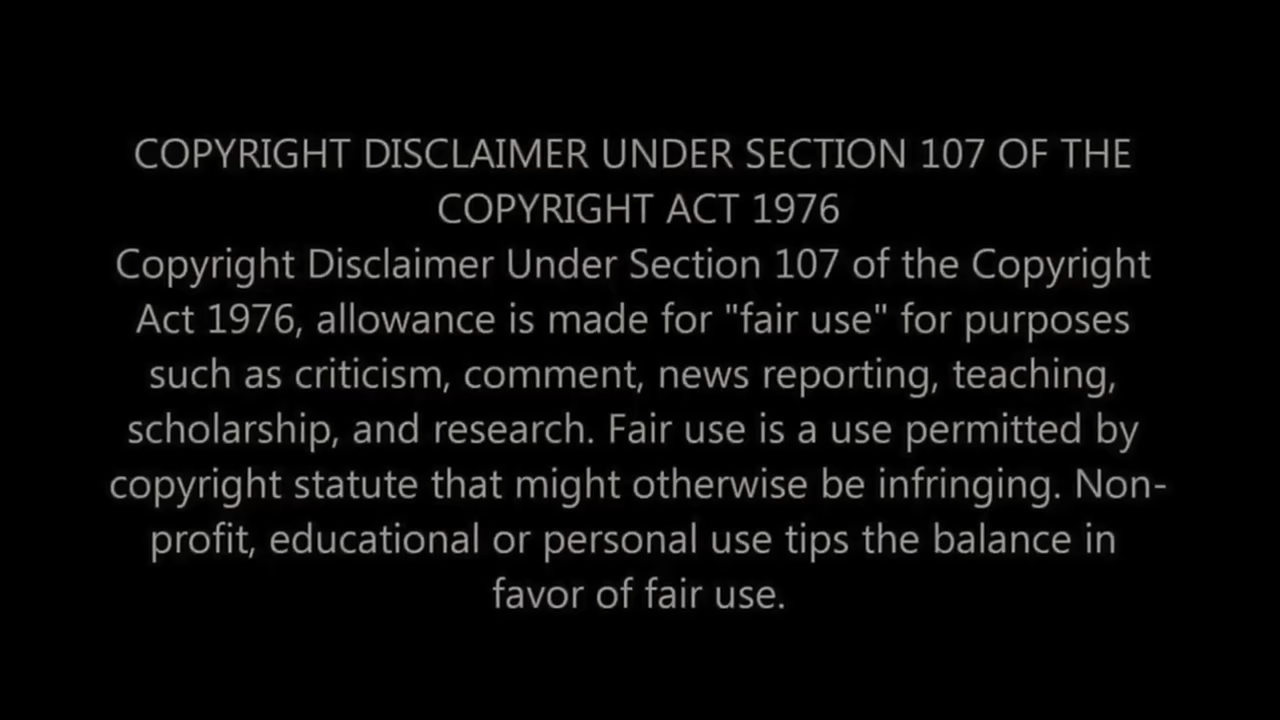 COPYRIGHT DISCLAIMER UNDER SECTION 107 OF THE
COPYRIGHT ACT 1976
Copyright Disclaimer Under Section 107 of the Copyright
Act 1976, allowance is made for "fair use" for purposes
such as criticism, comment, news reporting, teaching,
scholarship, and research. Fair use is a use permitted by
copyright statute that might otherwise be infringing. Non-
profit, educational or personal use tips the balance in
favor of fair use.